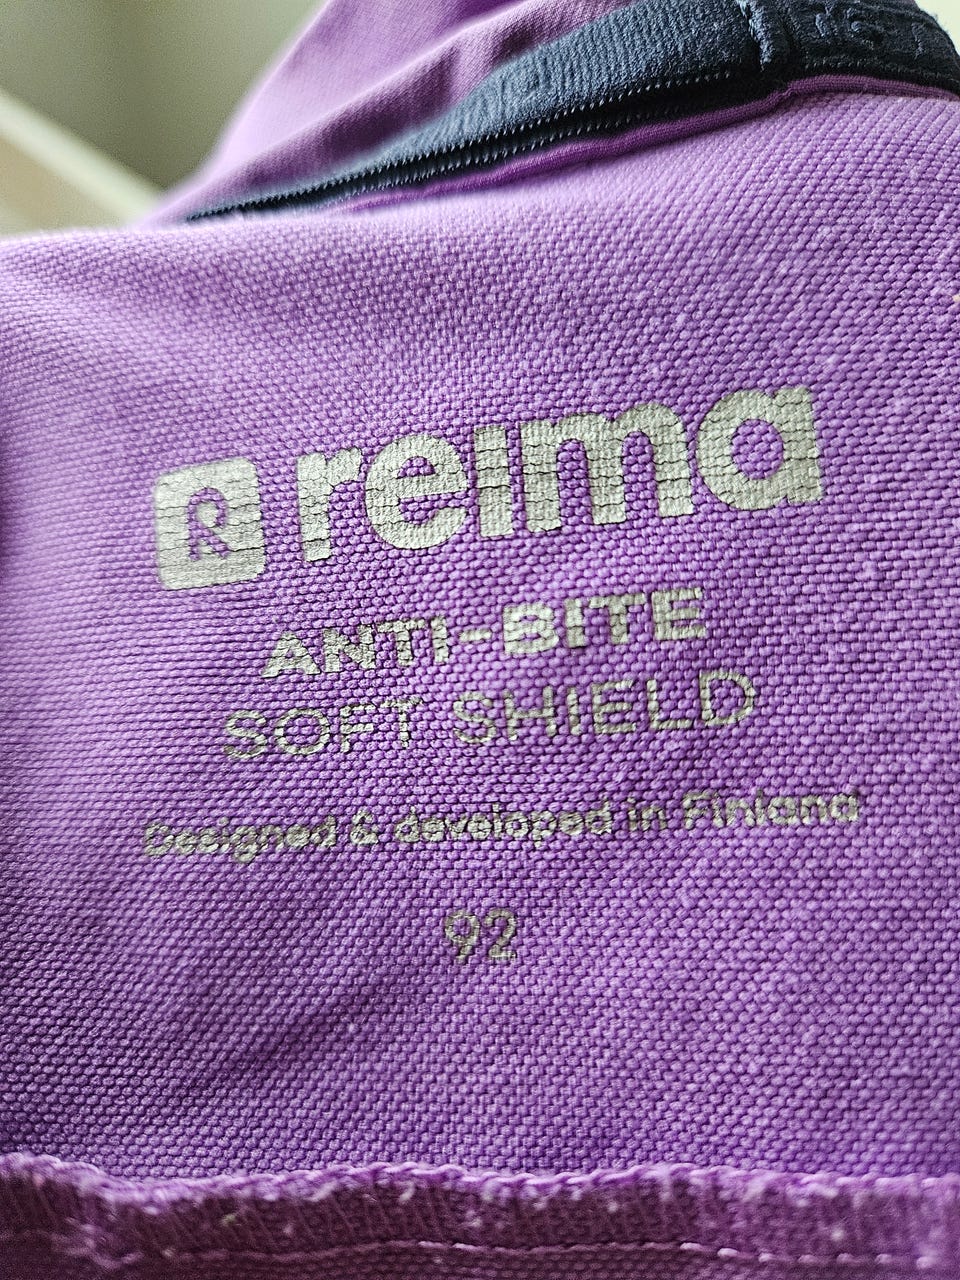 R reima
ANTI-BITE
SOFT SHIELD
Designed & developed in Finland
92